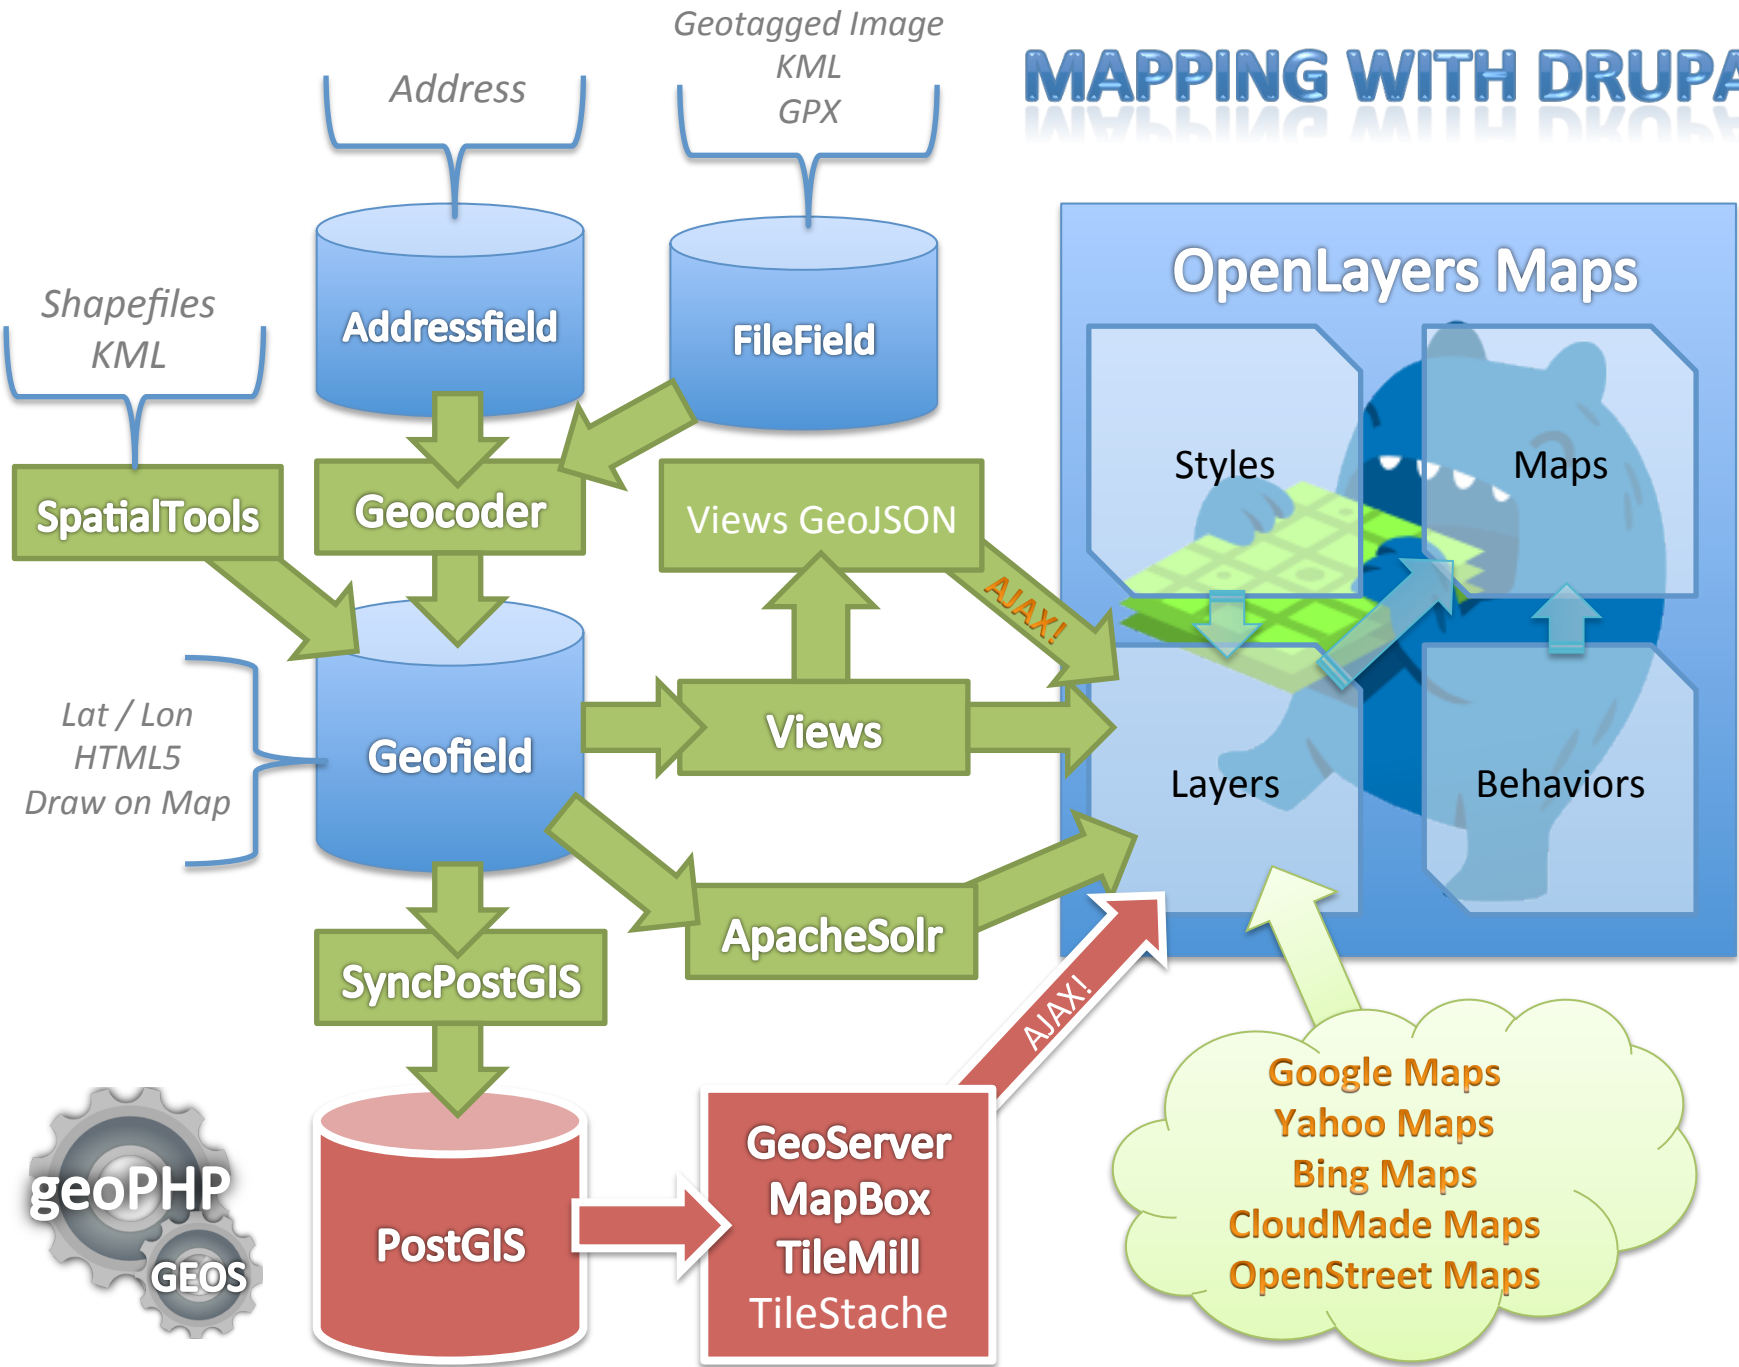 MAPPING WITH DRUPA
Geotagged Image
KML
GPX
Address
Shapefiles
KML
Addressfield
FileField
OpenLayers Maps
Styles
Maps
SpatialTools
Geocoder
Views GeoJSON
AJAX!
Lat / Lon
HTML5
Draw on Map
Geofield
Views
Layers
Behaviors
ApacheSolr
SyncPostGIS
AJAX!
geoPHP
GEOS
PostGIS
GeoServer
MapBox
TileMill
TileStache
Google Maps
Yahoo Maps
Bing Maps
CloudMade Maps
OpenStreet Maps